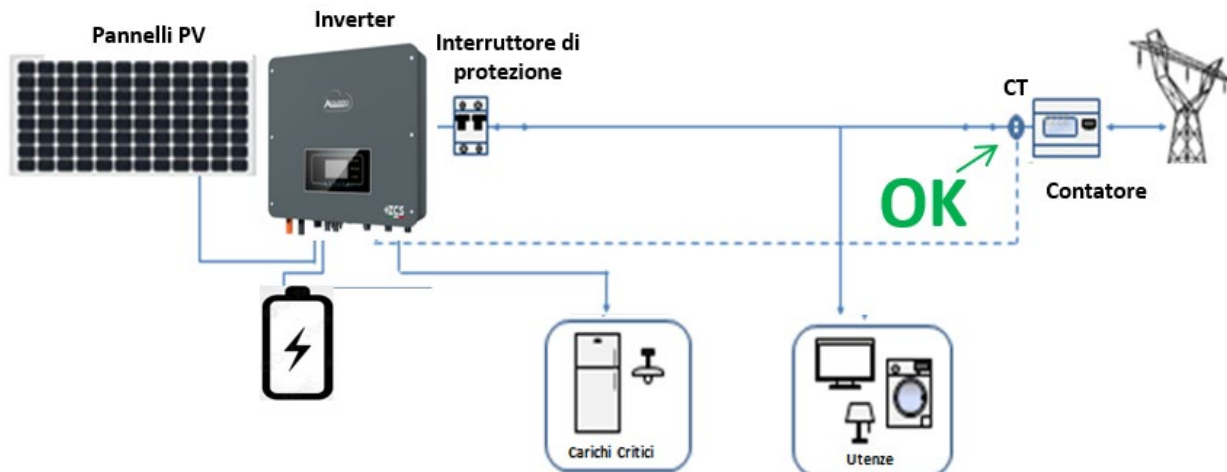 Pannelli PV
Inverter
Interruttore di
protezione
CT
OK
Contatore
Carichi Critici
Utenze